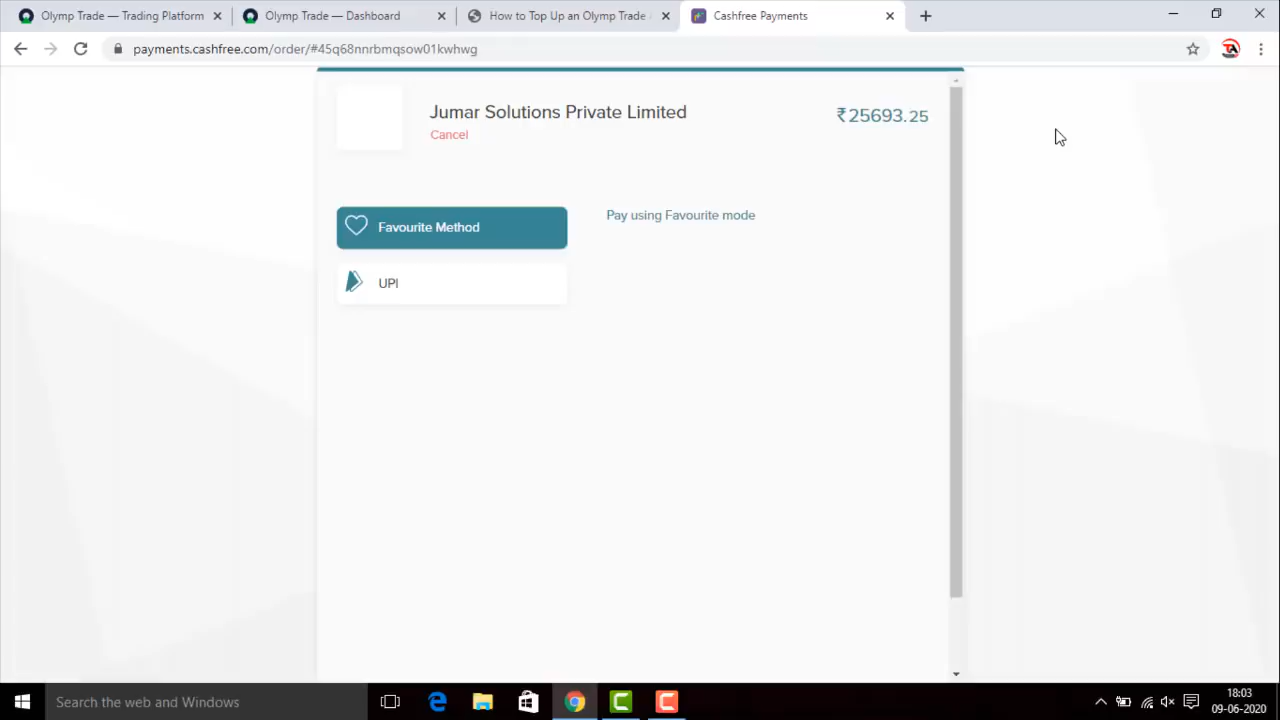 Olymp Trade — Trading Platform
Olymp Trade — Dashboard
How to Top Up an Olymp Trade
Cashfree Payments
payments.cashfree.com/order/#45q68nnrbmqsow01kwhwg
Jumar Solutions Private Limited
₹25693.25
Cancel
Favourite Method
Pay using Favourite mode
UPI
Search the web and Windows
18:03
09-06-2020